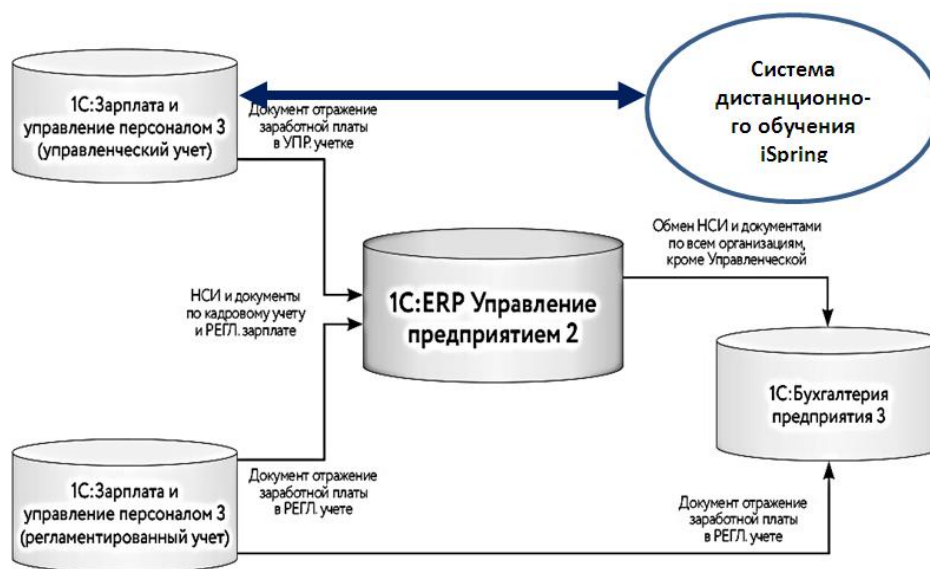 1С:Зарплата и
управление персоналом 3
(управленческий учет)
Документ отражение
заработной платы
в УПР. учетке
Система
дистанционно-
го обучения
iSpring
Обмен НСИ и документами
по всем организациям,
кроме Управленческой
НСИ и документы
по кадровому учету
и РЕГЛ. зарплате
1С:ERP Управление
предприятием 2
1С:Бухгалтерия
предприятия 3
1С:Зарплата и
управление персоналом 3
(регламентированный учет)
Документ отражение
заработной платы
в РЕГЛ. учете
Документ отражение
заработной платы
в РЕГЛ. учете